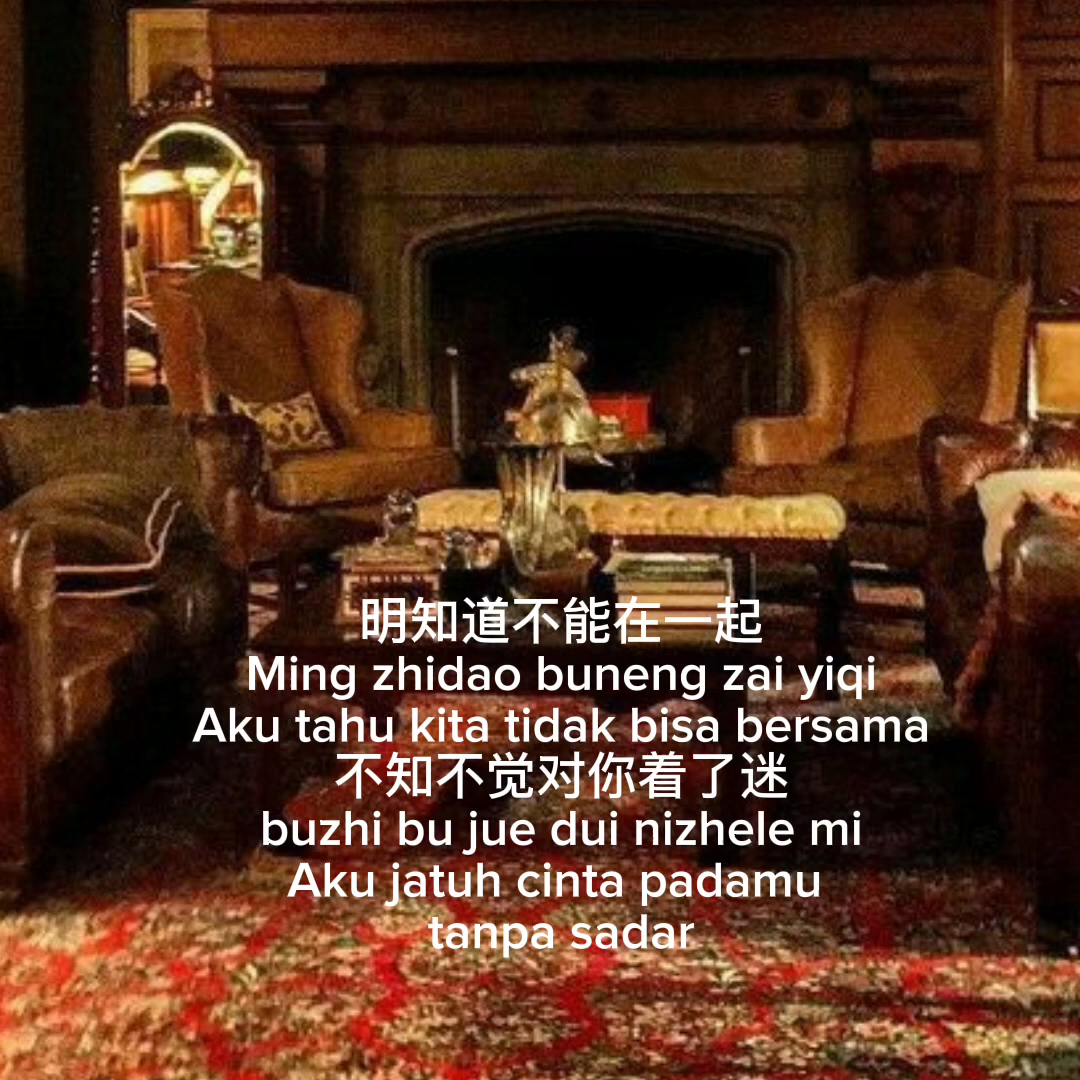 明知道不能在一起
Ming zhidao buneng zai yiqi
Aku tahu kita tidak bisa bersama
不知不觉对你着了迷
buzhi bu jue dui nizhele mi
Aku jatuh cinta padamu
tanpa sadar